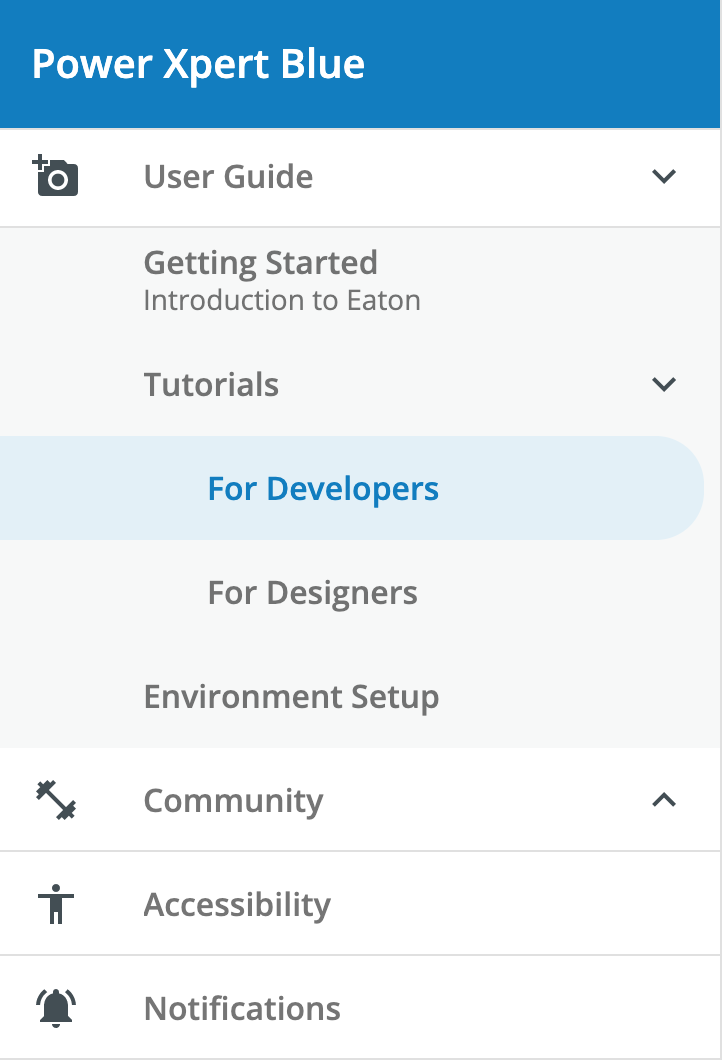 Power Xpert Blue
User Guide
Getting Started
Introduction to Eaton
Tutorials
For Developers
For Designers
Environment Setup
Community
Accessibility
Notifications